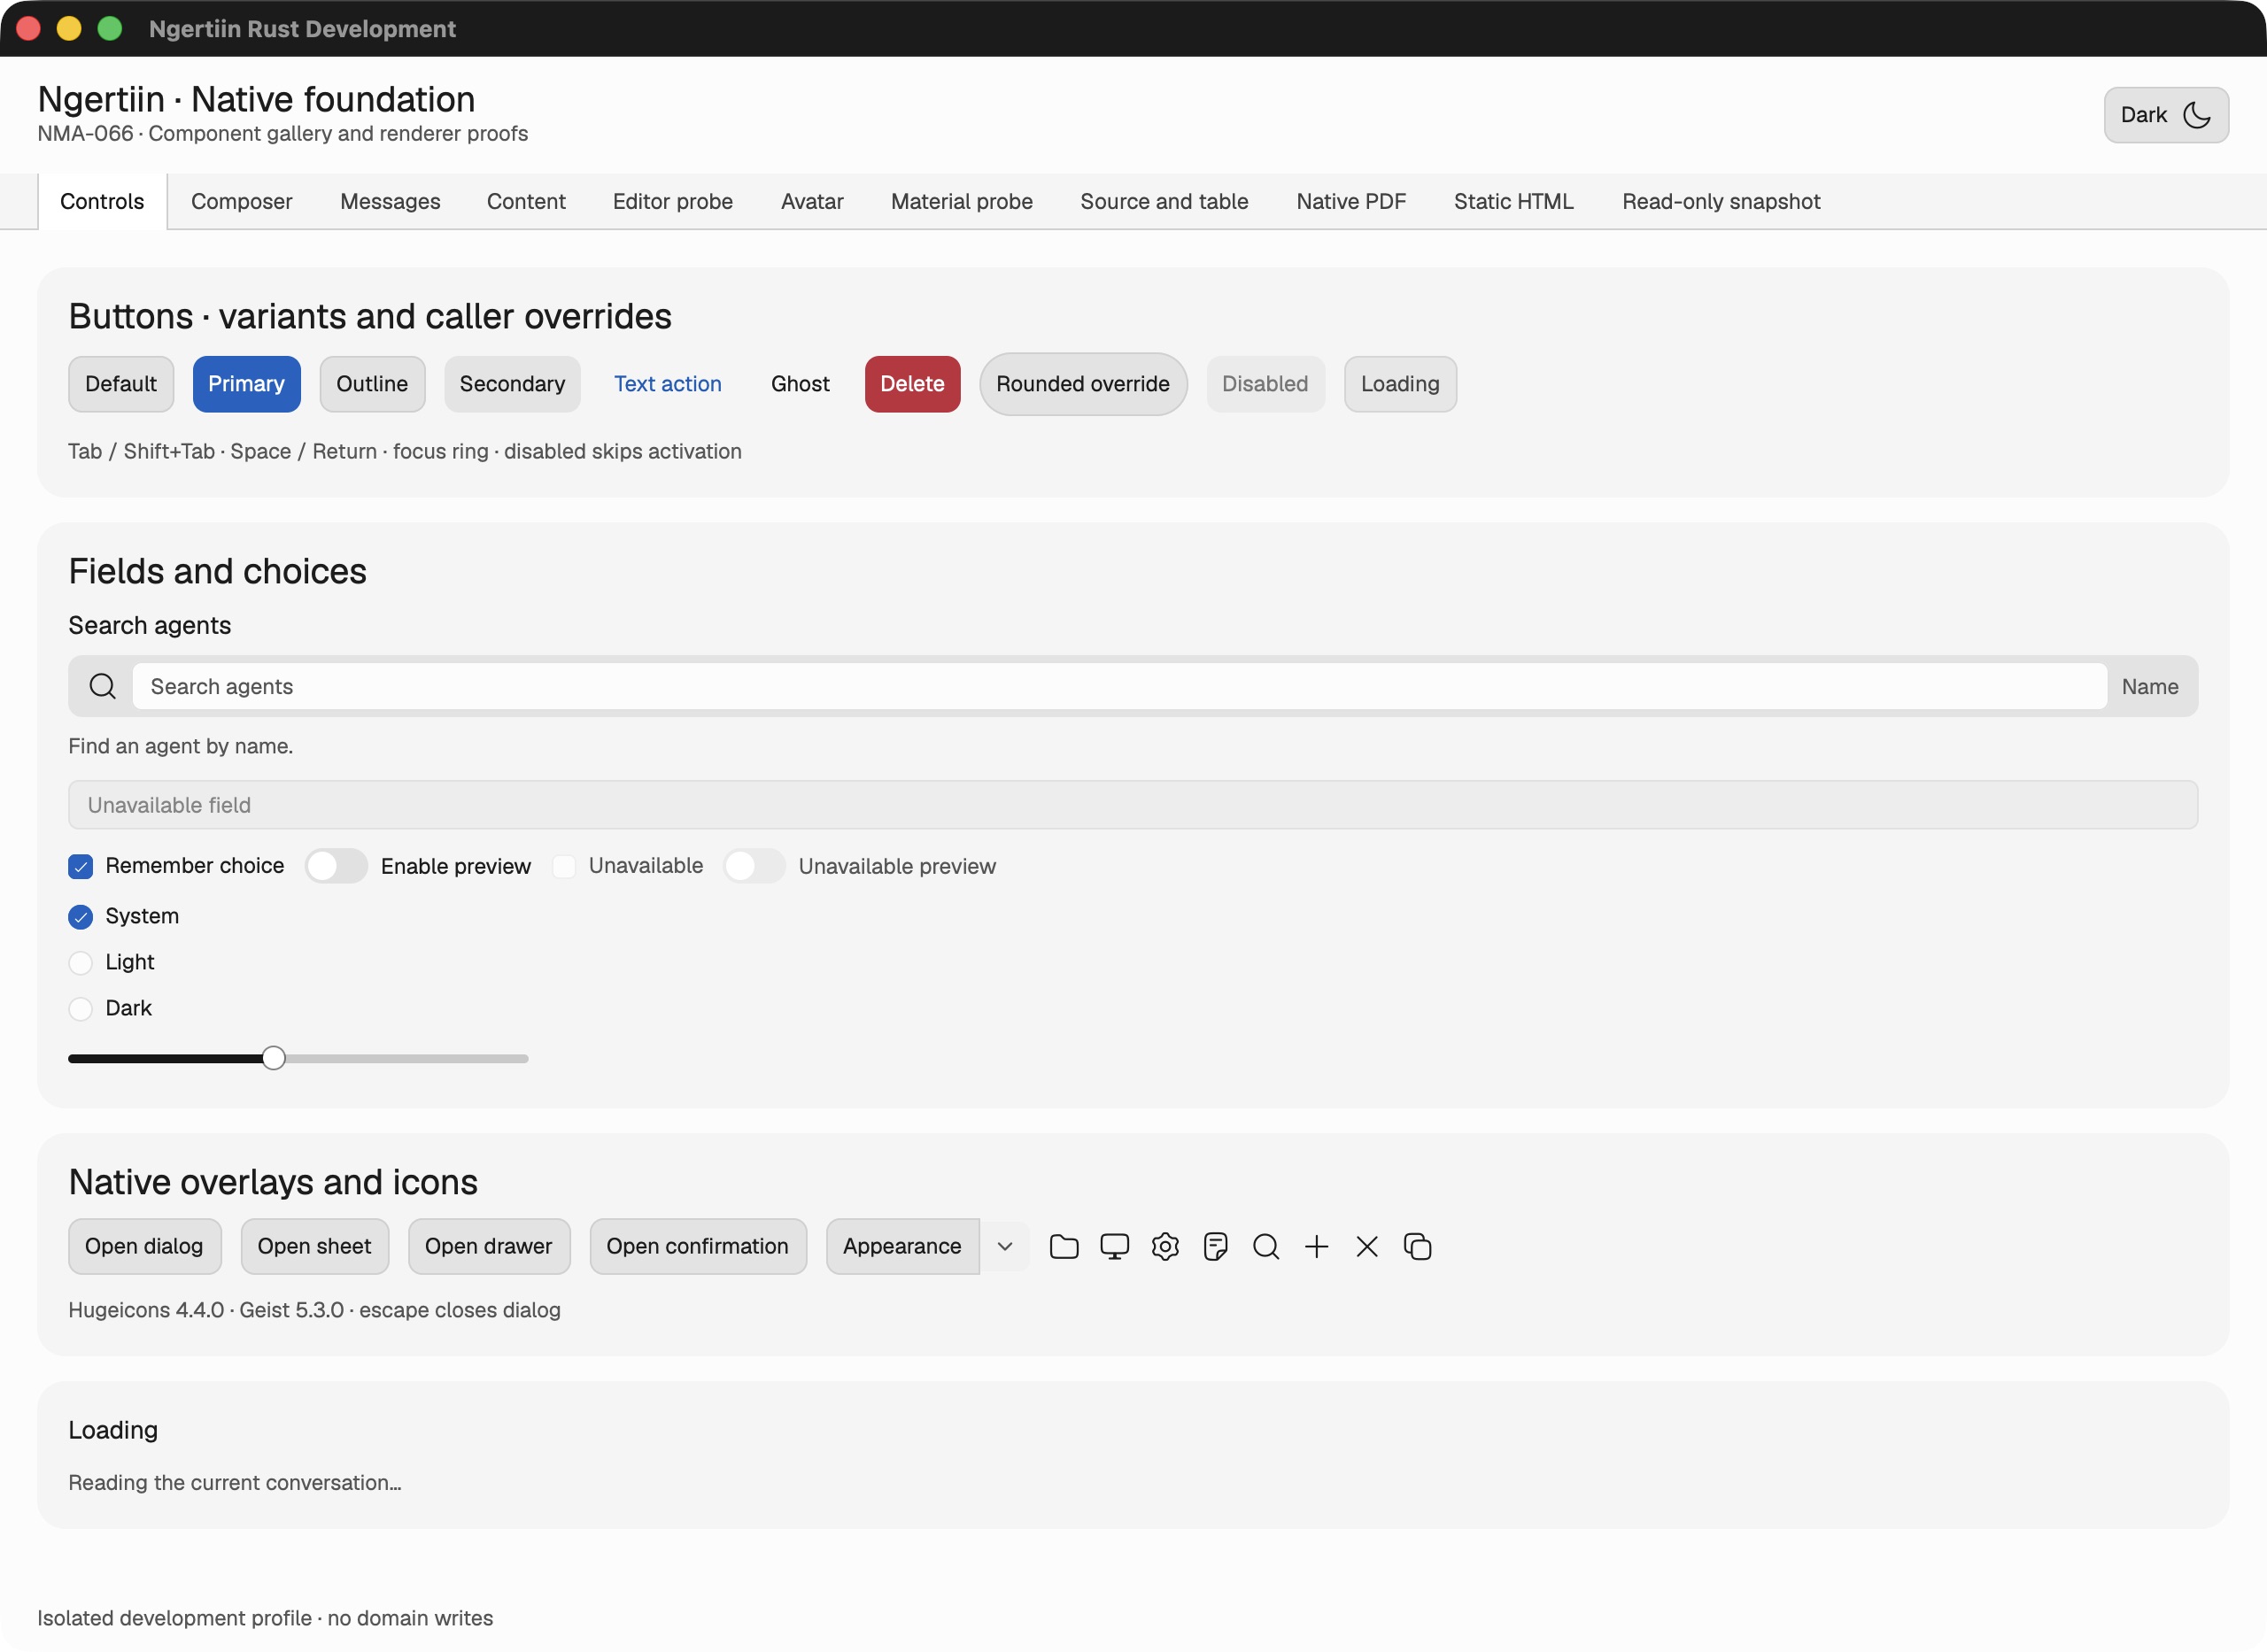 Ngertiin Rust Development
Ngertiin · Native foundation
NMA-066 · Component gallery and renderer proofs
Dark
Controls Composer Messages Content Editor probe Avatar Material probe Source and table Native PDF Static HTML Read-only snapshot
Buttons · variants and caller overrides
Default Primary Outline Secondary Text action Ghost Delete Rounded override Disabled Loading
Tab / Shift+Tab · Space / Return · focus ring · disabled skips activation
Fields and choices
Search agents
Search agents Name
Find an agent by name.
Unavailable field
Remember choice Enable preview Unavailable Unavailable preview
System
Light
Dark
Native overlays and icons
Open dialog Open sheet Open drawer Open confirmation Appearance
Hugeicons 4.4.0 · Geist 5.3.0 · escape closes dialog
Loading
Reading the current conversation…
Isolated development profile · no domain writes